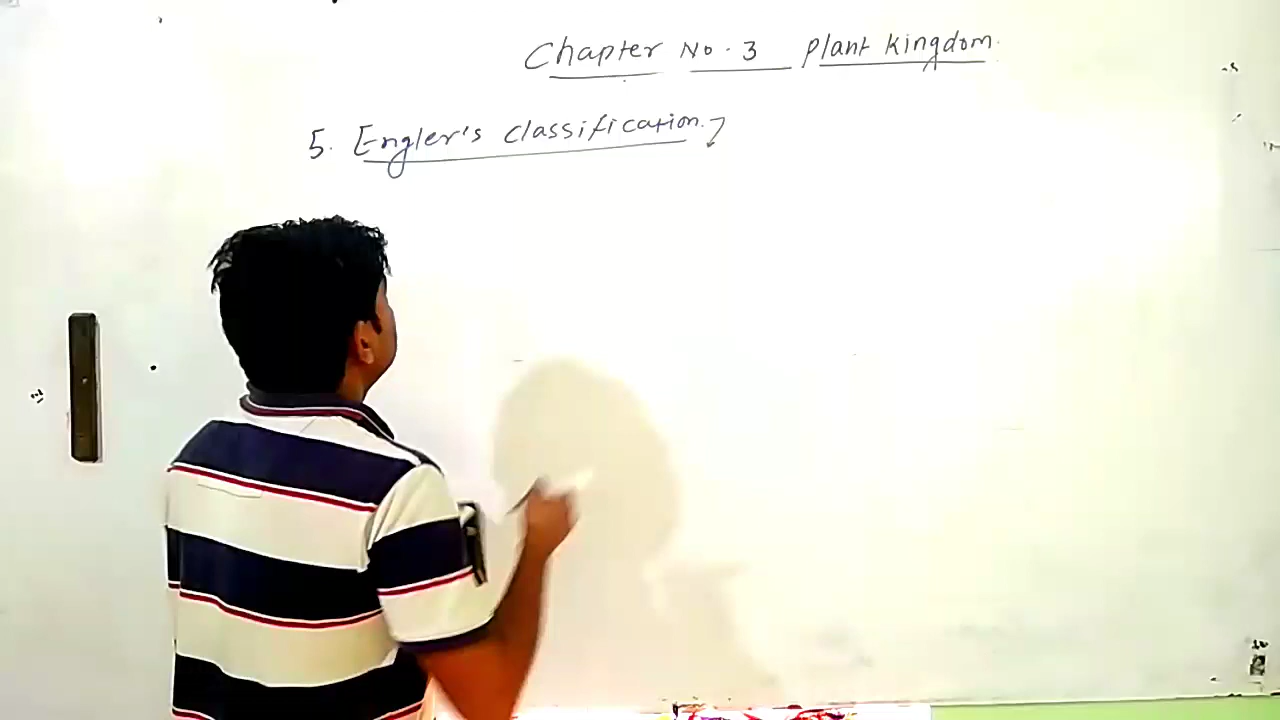 Chapter No. 3 Plant kingdom.
5. Engler's classification.